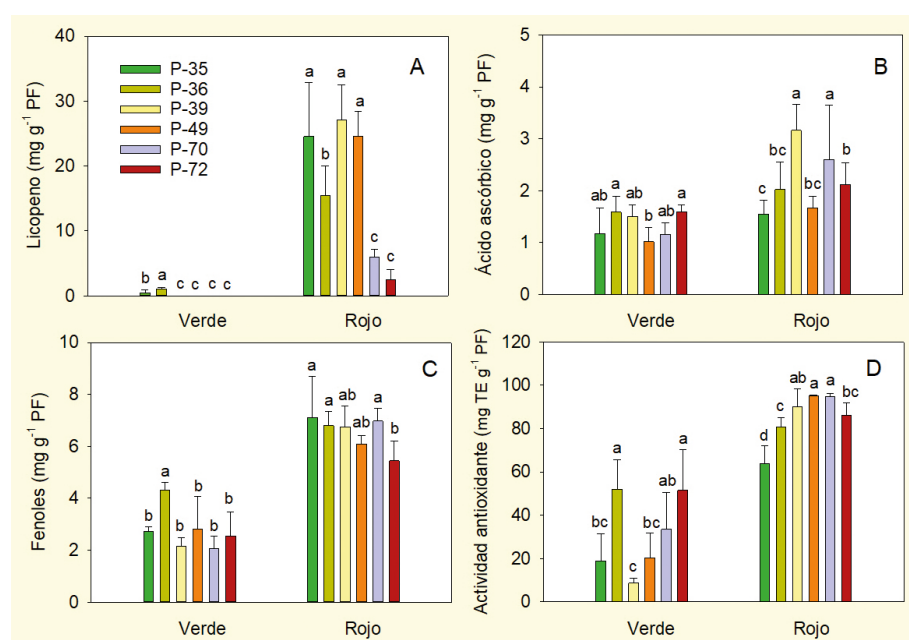 Licopeno (mg g⁻¹ PF)
40
30
20
10
0
P-35
P-36
P-39
P-49
P-70
P-72
A
b a c c c c
a b a a c c
Verde Rojo
Ácido ascórbico (mg g⁻¹ PF)
5
4
3
2
1
0
B
ab a ab b ab a
c bc a bc a b
Verde Rojo
Fenoles (mg g⁻¹ PF)
10
8
6
4
2
0
C
b a b b b b
a a ab ab a b
Verde Rojo
Actividad antioxidante (mg TE g⁻¹ PF)
120
100
80
60
40
20
0
D
bc a c bc ab a
d c ab a a bc
Verde Rojo